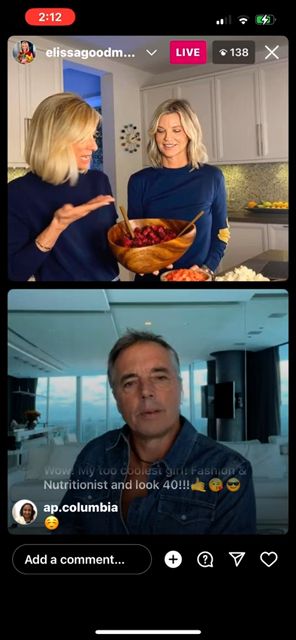 2:12
elissagoodm...
LIVE
138
Wow! My too coolest girl! Fashion &
Nutritionist and look 40!!!🤙😘😎
ap.columbia
☺️
Add a comment...